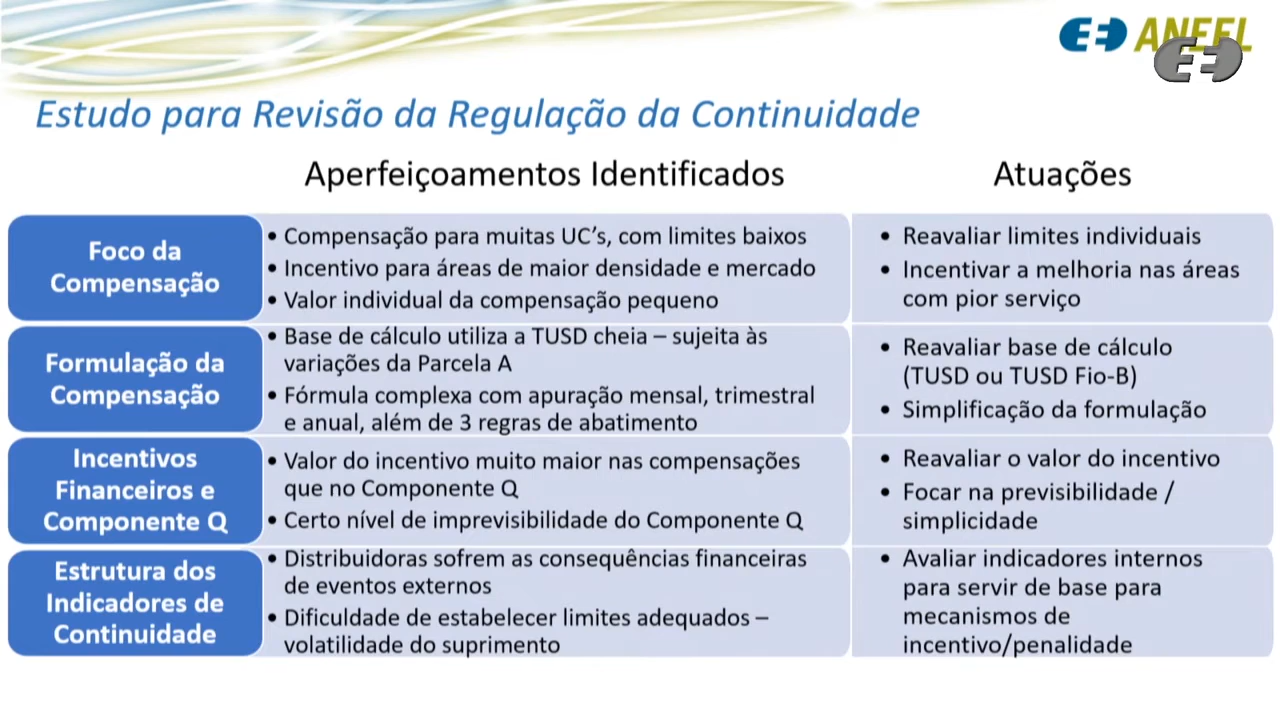 ANEEL
Estudo para Revisão da Regulação da Continuidade
Aperfeiçoamentos Identificados
Atuações
Foco da
Compensação
• Compensação para muitas UC’s, com limites baixos
• Incentivo para áreas de maior densidade e mercado
• Valor individual da compensação pequeno
• Reavaliar limites individuais
• Incentivar a melhoria nas áreas
com pior serviço
Formulação da
Compensação
• Base de cálculo utiliza a TUSD cheia – sujeita às
variações da Parcela A
• Fórmula complexa com apuração mensal, trimestral
e anual, além de 3 regras de abatimento
• Reavaliar base de cálculo
(TUSD ou TUSD Fio-B)
• Simplificação da formulação
Incentivos
Financeiros e
Componente Q
• Valor do incentivo muito maior nas compensações
que no Componente Q
• Certo nível de imprevisibilidade do Componente Q
• Reavaliar o valor do incentivo
• Focar na previsibilidade /
simplicidade
Estrutura dos
Indicadores de
Continuidade
• Distribuidoras sofrem as consequências financeiras
de eventos externos
• Dificuldade de estabelecer limites adequados –
volatilidade do suprimento
• Avaliar indicadores internos
para servir de base para
mecanismos de
incentivo/penalidade